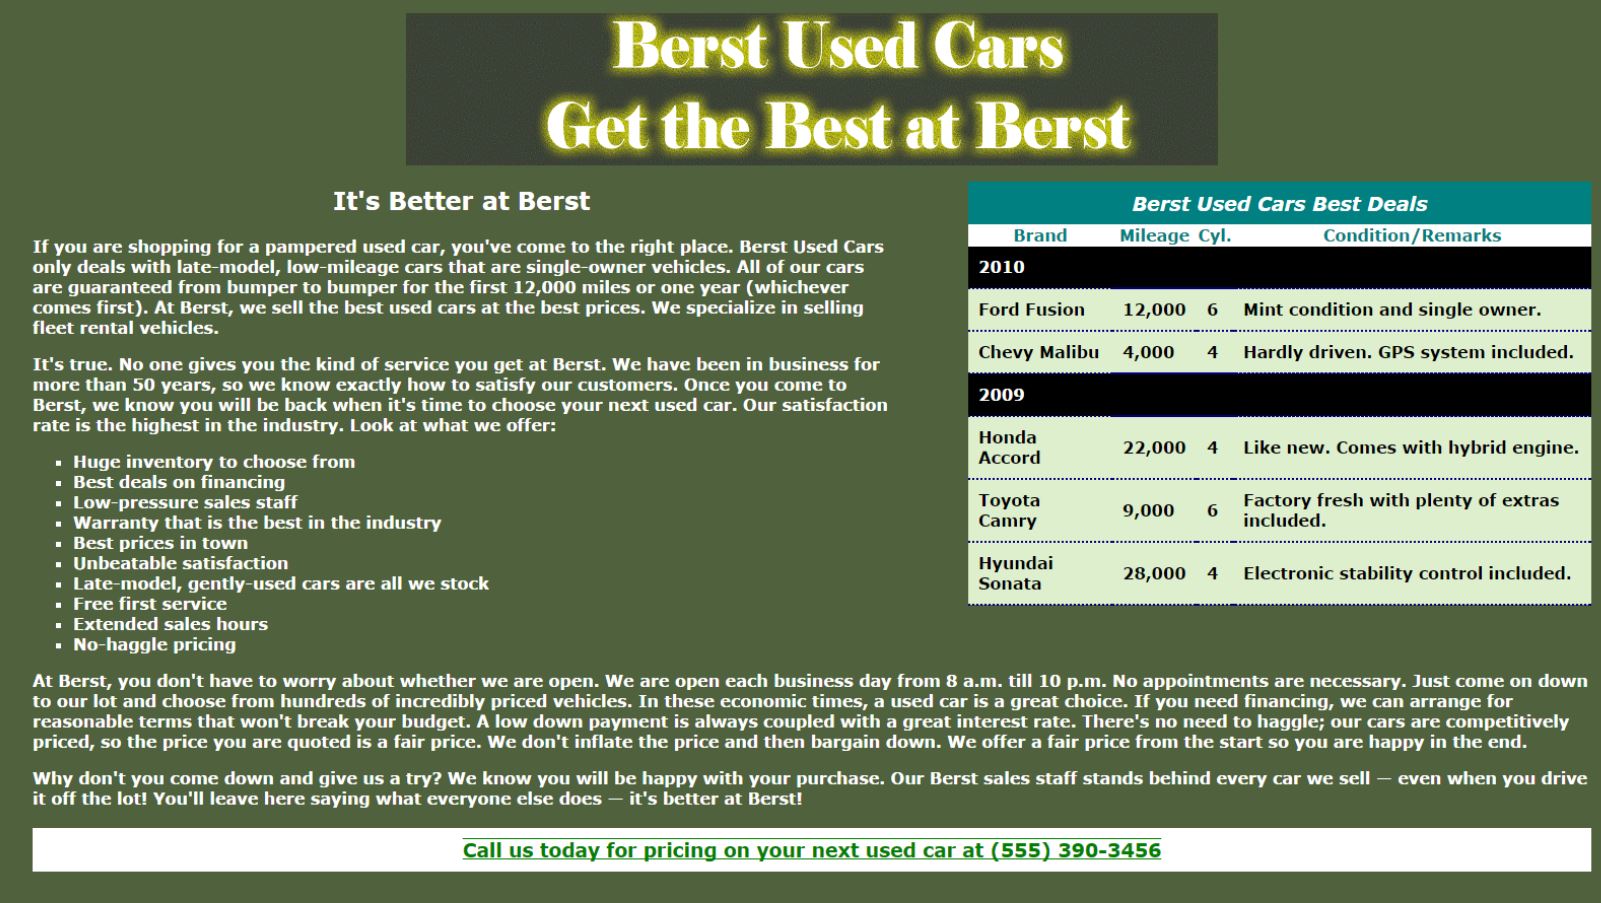 Berst Used Cars
Get the Best at Berst
It's Better at Berst
If you are shopping for a pampered used car, you've come to the right place. Berst Used Cars
only deals with late-model, low-mileage cars that are single-owner vehicles. All of our cars
are guaranteed from bumper to bumper for the first 12,000 miles or one year (whichever
comes first). At Berst, we sell the best used cars at the best prices. We specialize in selling
fleet rental vehicles.
It's true. No one gives you the kind of service you get at Berst. We have been in business for
more than 50 years, so we know exactly how to satisfy our customers. Once you come to
Berst, we know you will be back when it's time to choose your next used car. Our satisfaction
rate is the highest in the industry. Look at what we offer:
Huge inventory to choose from
Best deals on financing
Low-pressure sales staff
Warranty that is the best in the industry
Best prices in town
Unbeatable satisfaction
Late-model, gently-used cars are all we stock
Free first service
Extended sales hours
No-haggle pricing
Berst Used Cars Best Deals
Brand Mileage Cyl. Condition/Remarks
2010
Ford Fusion 12,000 6 Mint condition and single owner.
Chevy Malibu 4,000 4 Hardly driven. GPS system included.
2009
Honda
Accord 22,000 4 Like new. Comes with hybrid engine.
Toyota
Camry 9,000 6 Factory fresh with plenty of extras
included.
Hyundai
Sonata 28,000 4 Electronic stability control included.
At Berst, you don't have to worry about whether we are open. We are open each business day from 8 a.m. till 10 p.m. No appointments are necessary. Just come on down
to our lot and choose from hundreds of incredibly priced vehicles. In these economic times, a used car is a great choice. If you need financing, we can arrange for
reasonable terms that won't break your budget. A low down payment is always coupled with a great interest rate. There's no need to haggle; our cars are competitively
priced, so the price you are quoted is a fair price. We don't inflate the price and then bargain down. We offer a fair price from the start so you are happy in the end.
Why don't you come down and give us a try? We know you will be happy with your purchase. Our Berst sales staff stands behind every car we sell — even when you drive
it off the lot! You'll leave here saying what everyone else does — it's better at Berst!
Call us today for pricing on your next used car at (555) 390-3456